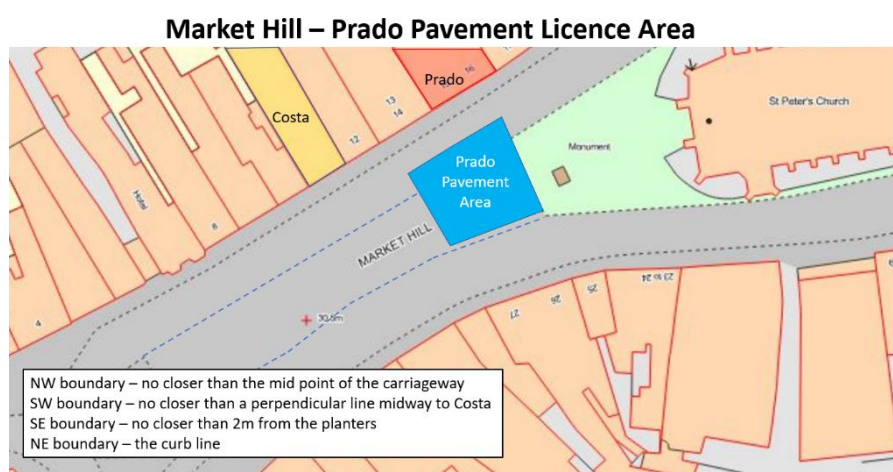 Market Hill – Prado Pavement Licence Area
Prado
16
Costa
13
14
12
St Peter's Church
Monument
Prado
Pavement
Area
Hotel
8
MARKET HILL
4
30.5m
27
26
25
23 to 24
NW boundary – no closer than the mid point of the carriageway
SW boundary – no closer than a perpendicular line midway to Costa
SE boundary – no closer than 2m from the planters
NE boundary – the curb line